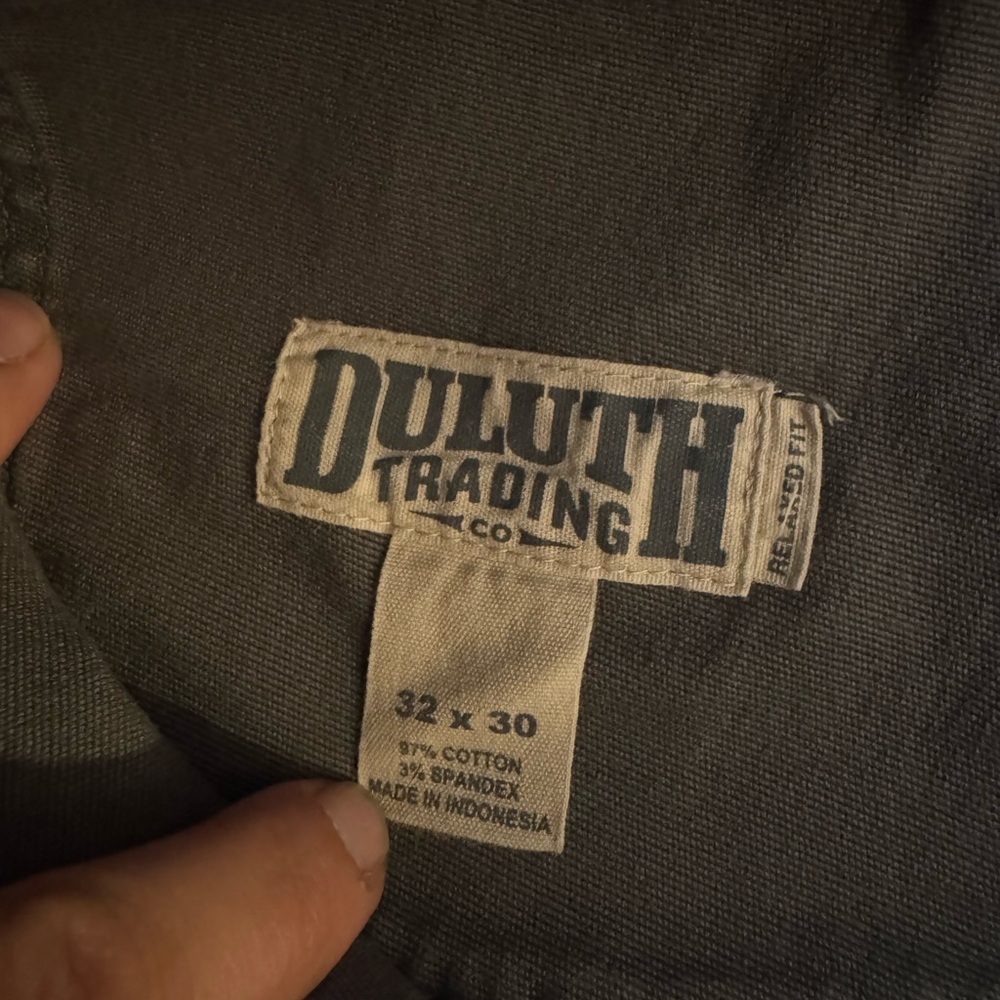 DULUTH
TRADING
CO
RELAXED FIT
32 x 30
97% COTTON
3% SPANDEX
MADE IN INDONESIA